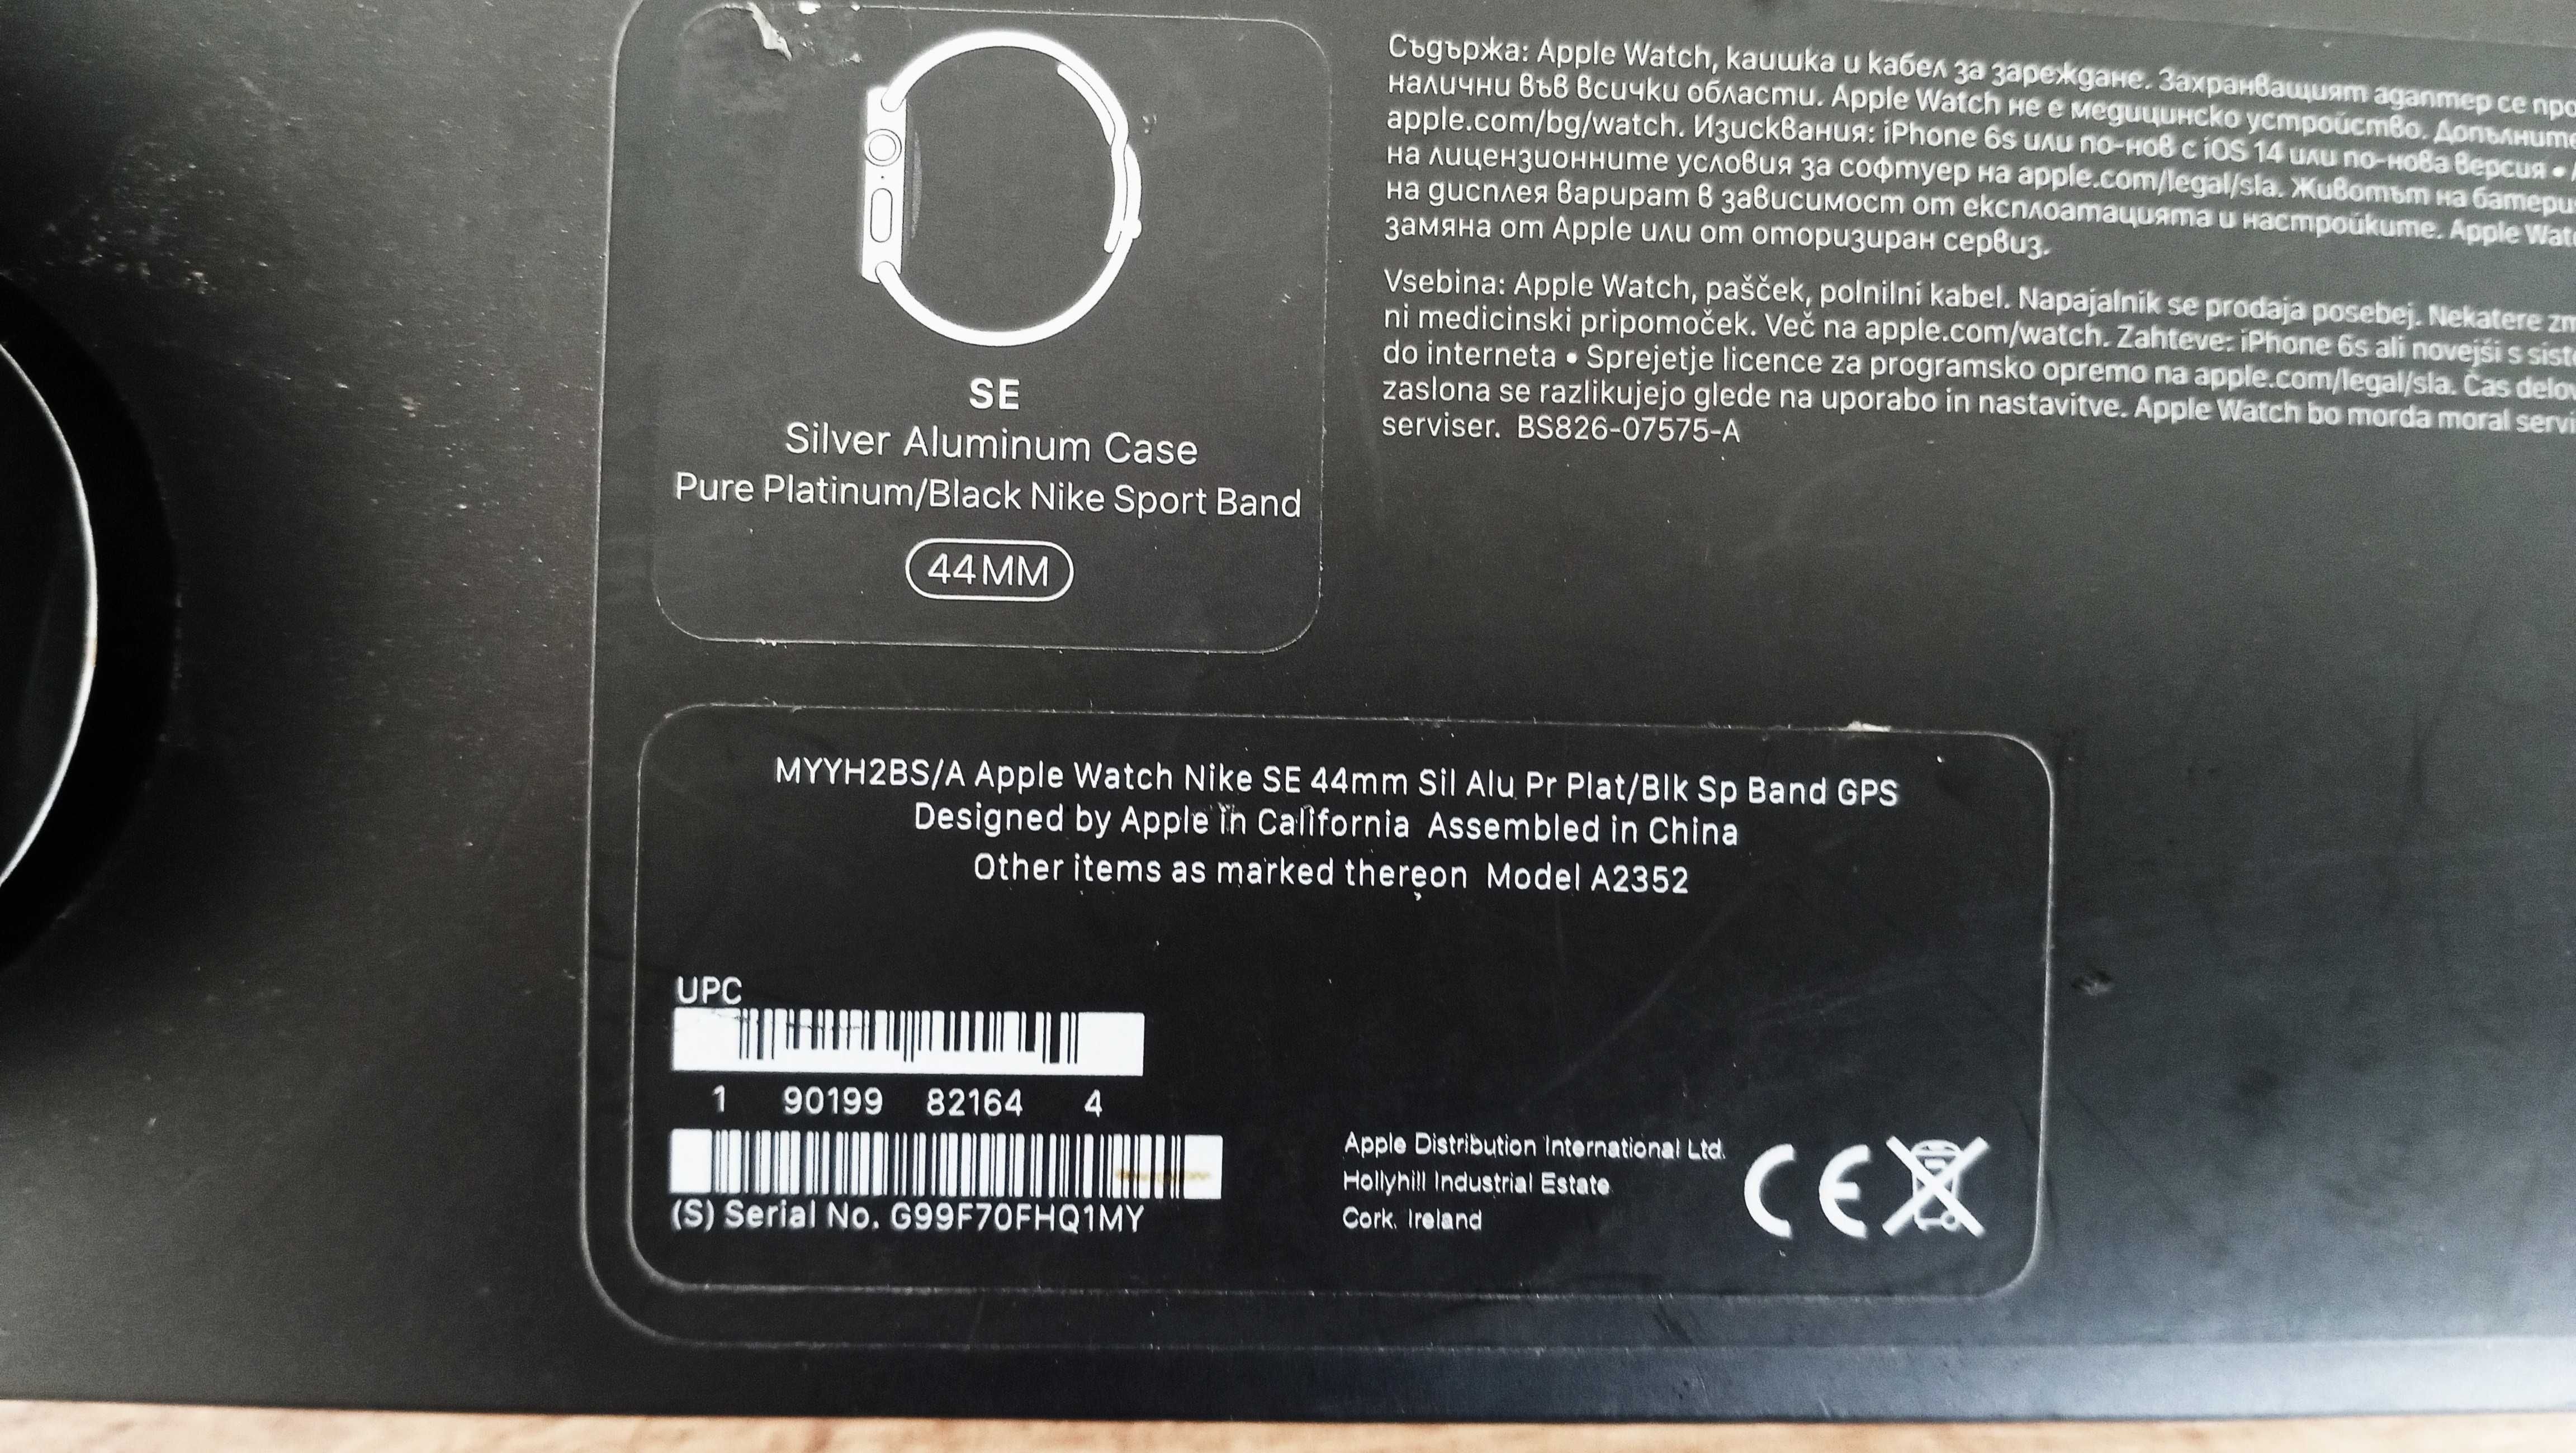 SE
Silver Aluminum Case
Pure Platinum/Black Nike Sport Band
44MM
Съдържа: Apple Watch, каишка и кабел за зареждане. Захранващият адаптер се
налични във всички области. Apple Watch не е медицинско устройство.
apple.com/bg/watch. Изисквания: iPhone 6s или по-нов с iOS 14 или по-нова версия •
на лицензионните условия за софтуер на apple.com/legal/sla. Животът на
на дисплея варират в зависимост от експлоатацията и настройките. Apple
замяна от Apple или от оторизиран сервиз.
Vsebina: Apple Watch, pašček, polnilni kabel. Napajalnik se prodaja posebej. Nekatere
ni medicinski pripomoček. Več na apple.com/watch. Zahteve: iPhone 6s ali novejši s
do interneta • Sprejetje licence za programsko opremo na apple.com/legal/sla. Čas
zaslona se razlikujejo glede na uporabo in nastavitve. Apple Watch bo morda moral
serviser. BS826-07575-A
MYYH2BS/A Apple Watch Nike SE 44mm Sil Alu Pr Plat/Blk Sp Band GPS
Designed by Apple in California Assembled in China
Other items as marked thereon Model A2352
UPC
1 90199 82164 4
(S) Serial No. G99F70FHQ1MY
Apple Distribution International Ltd.
Hollyhill Industrial Estate
Cork, Ireland
CE